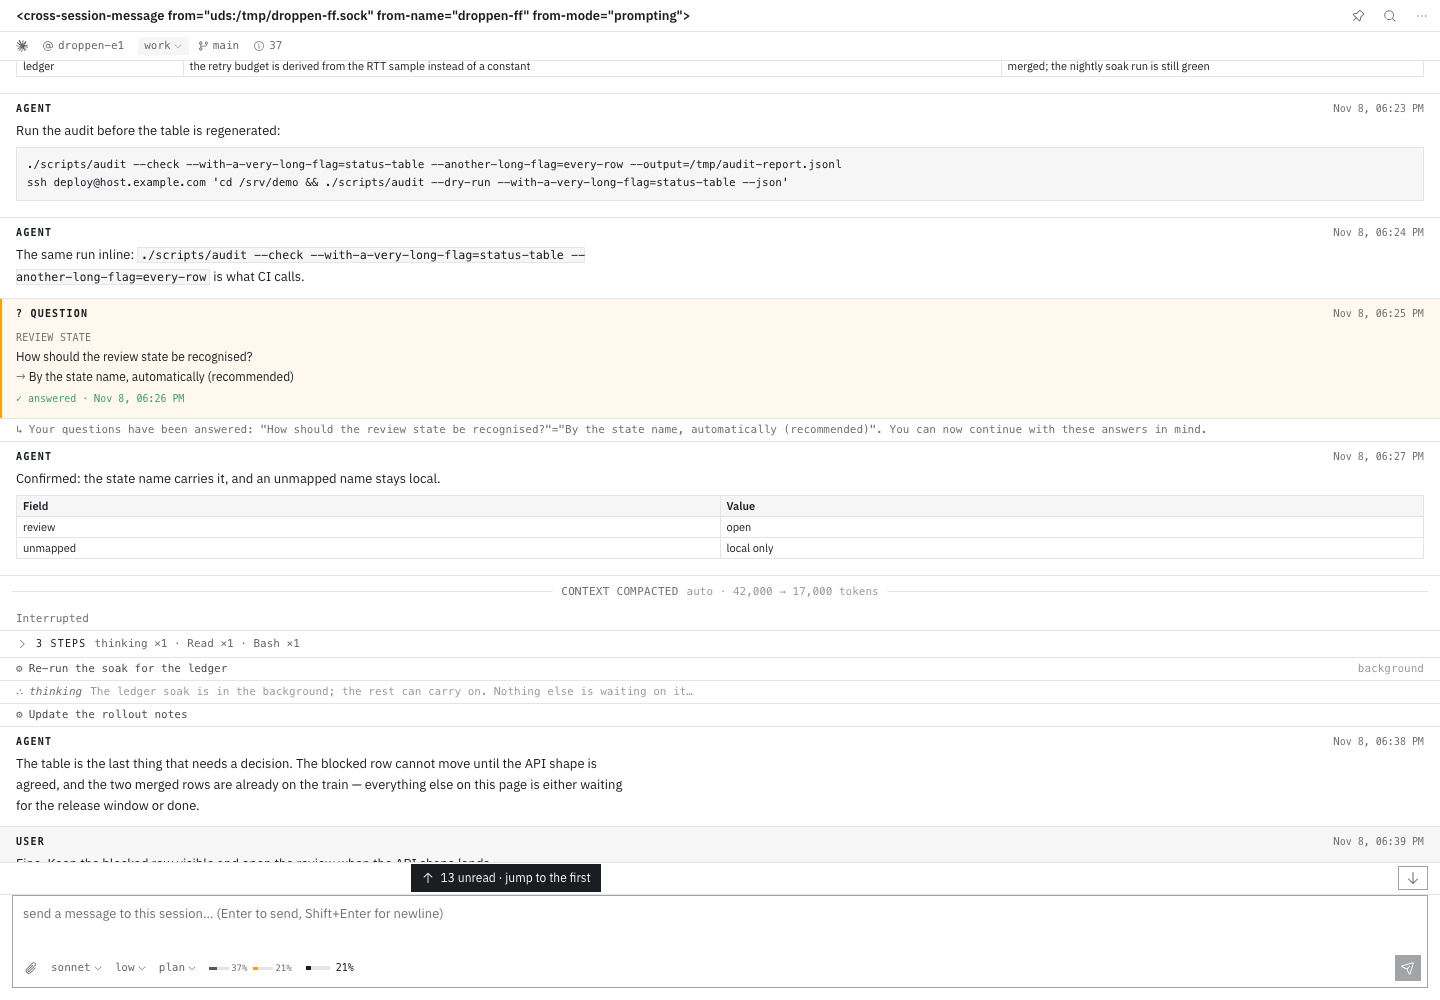 <cross-session-message from="uds:/tmp/droppen-ff.sock" from-name="droppen-ff" from-mode="prompting">
@ droppen-e1 work main 37
ledger the retry budget is derived from the RTT sample instead of a constant merged; the nightly soak run is still green
AGENT Nov 8, 06:23 PM
Run the audit before the table is regenerated:
./scripts/audit --check --with-a-very-long-flag=status-table --another-long-flag=every-row --output=/tmp/audit-report.jsonl
ssh deploy@host.example.com 'cd /srv/demo && ./scripts/audit --dry-run --with-a-very-long-flag=status-table --json'
AGENT Nov 8, 06:24 PM
The same run inline: ./scripts/audit --check --with-a-very-long-flag=status-table --
another-long-flag=every-row is what CI calls.
? QUESTION Nov 8, 06:25 PM
REVIEW STATE
How should the review state be recognised?
→ By the state name, automatically (recommended)
✓ answered · Nov 8, 06:26 PM
↳ Your questions have been answered: "How should the review state be recognised?"="By the state name, automatically (recommended)". You can now continue with these answers in mind.
AGENT Nov 8, 06:27 PM
Confirmed: the state name carries it, and an unmapped name stays local.
Field Value
review open
unmapped local only
CONTEXT COMPACTED auto · 42,000 → 17,000 tokens
Interrupted
3 STEPS thinking ×1 · Read ×1 · Bash ×1
⚙ Re-run the soak for the ledger background
∴ thinking The ledger soak is in the background; the rest can carry on. Nothing else is waiting on it…
⚙ Update the rollout notes
AGENT Nov 8, 06:38 PM
The table is the last thing that needs a decision. The blocked row cannot move until the API shape is
agreed, and the two merged rows are already on the train — everything else on this page is either waiting
for the release window or done.
USER Nov 8, 06:39 PM
Fine. Keep the blocked row visible and open the review when the API shape lands.
↑ 13 unread · jump to the first
send a message to this session... (Enter to send, Shift+Enter for newline)
sonnet low plan 37% 21% 21%